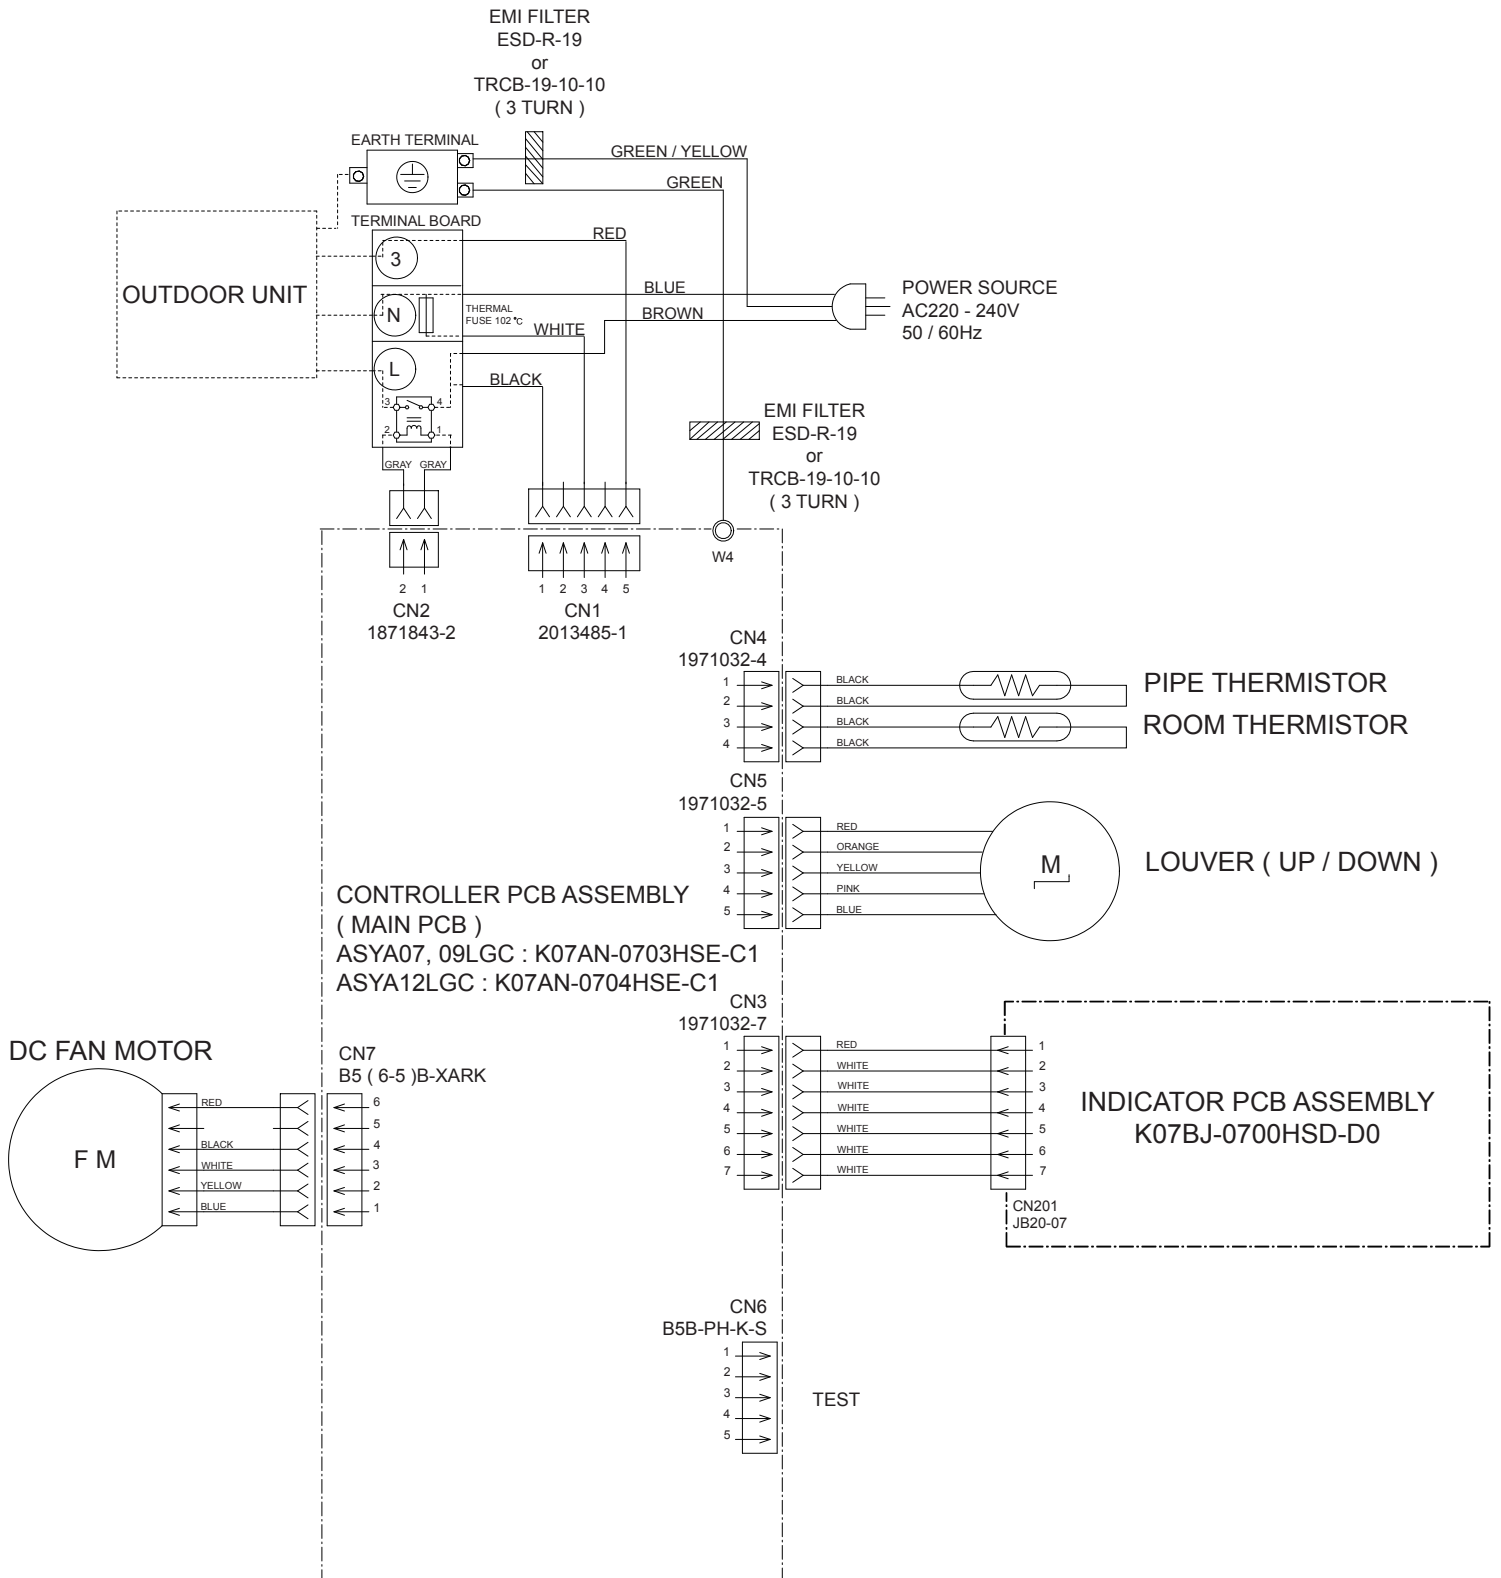 EMI FILTER
ESD-R-19
or
TRCB-19-10-10
( 3 TURN )
EARTH TERMINAL
GREEN / YELLOW
GREEN
TERMINAL BOARD
RED
3
OUTDOOR UNIT
BLUE
POWER SOURCE
AC220 - 240V
50 / 60Hz
N
THERMAL
FUSE 102 °C
BROWN
WHITE
L
BLACK
3
4
2
1
GRAY
GRAY
EMI FILTER
ESD-R-19
or
TRCB-19-10-10
( 3 TURN )
W4
2 1
CN2
1871843-2
1 2 3 4 5
CN1
2013485-1
CN4
1971032-4
1 BLACK
2 BLACK
3 BLACK
4 BLACK
PIPE THERMISTOR
ROOM THERMISTOR
CN5
1971032-5
1 RED
2 ORANGE
3 YELLOW
4 PINK
5 BLUE
M
LOUVER ( UP / DOWN )
CONTROLLER PCB ASSEMBLY
( MAIN PCB )
ASYA07, 09LGC : K07AN-0703HSE-C1
ASYA12LGC : K07AN-0704HSE-C1
CN3
1971032-7
1 RED 1
2 WHITE 2
3 WHITE 3
4 WHITE 4
5 WHITE 5
6 WHITE 6
7 WHITE 7
INDICATOR PCB ASSEMBLY
K07BJ-0700HSD-D0
CN201
JB20-07
DC FAN MOTOR
CN7
B5 ( 6-5 )B-XARK
F M
RED 6
5
BLACK 4
WHITE 3
YELLOW 2
BLUE 1
CN6
B5B-PH-K-S
1
2
3
4
5
TEST